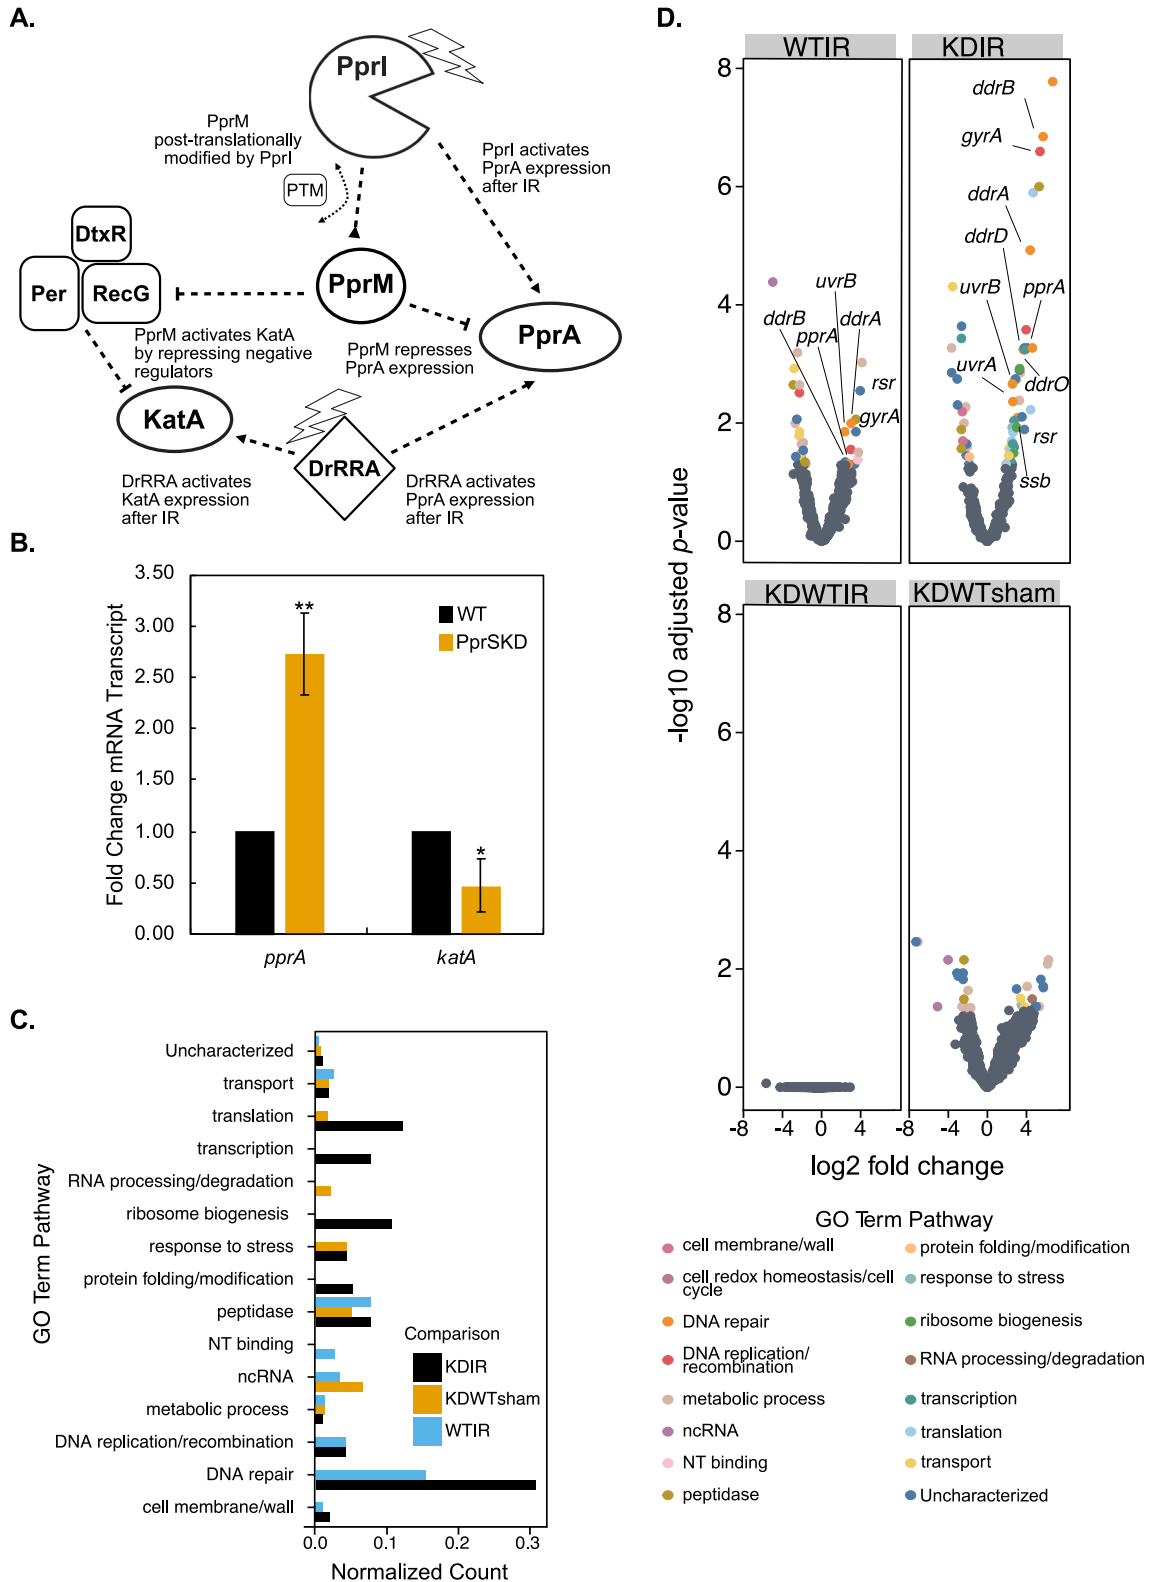 A.
PprI
PprM
post-translationally
modified by PprI
PTM
PprI activates
PprA expression
after IR
DtxR
Per
RecG
PprM
PprA
PprM activates KatA
by repressing negative
regulators
PprM represses
PprA expression
KatA
DrRRA
DrRRA activates
KatA expression
after IR
DrRRA activates
PprA expression
after IR
B.
Fold Change mRNA Transcript
3.50
3.00
2.50
2.00
1.50
1.00
0.50
0.00
**
*
WT
PprSKD
pprA
katA
C.
GO Term Pathway
Uncharacterized
transport
translation
transcription
RNA processing/degradation
ribosome biogenesis
response to stress
protein folding/modification
peptidase
NT binding
ncRNA
metabolic process
DNA replication/recombination
DNA repair
cell membrane/wall
Comparison
KDIR
KDWTsham
WTIR
0.0
0.1
0.2
0.3
Normalized Count
D.
WTIR
KDIR
8
6
4
2
0
uvrB
ddrB
pprA
ddrA
rsr
gyrA
ddrB
gyrA
ddrA
ddrD
uvrB
pprA
uvrA
ddrO
rsr
ssb
-log10 adjusted p-value
KDWTIR
KDWTsham
8
6
4
2
0
-8
-4
0
4
-8
-4
0
4
log2 fold change
GO Term Pathway
cell membrane/wall
cell redox homeostasis/cell
cycle
DNA repair
DNA replication/
recombination
metabolic process
ncRNA
NT binding
peptidase
protein folding/modification
response to stress
ribosome biogenesis
RNA processing/degradation
transcription
translation
transport
Uncharacterized